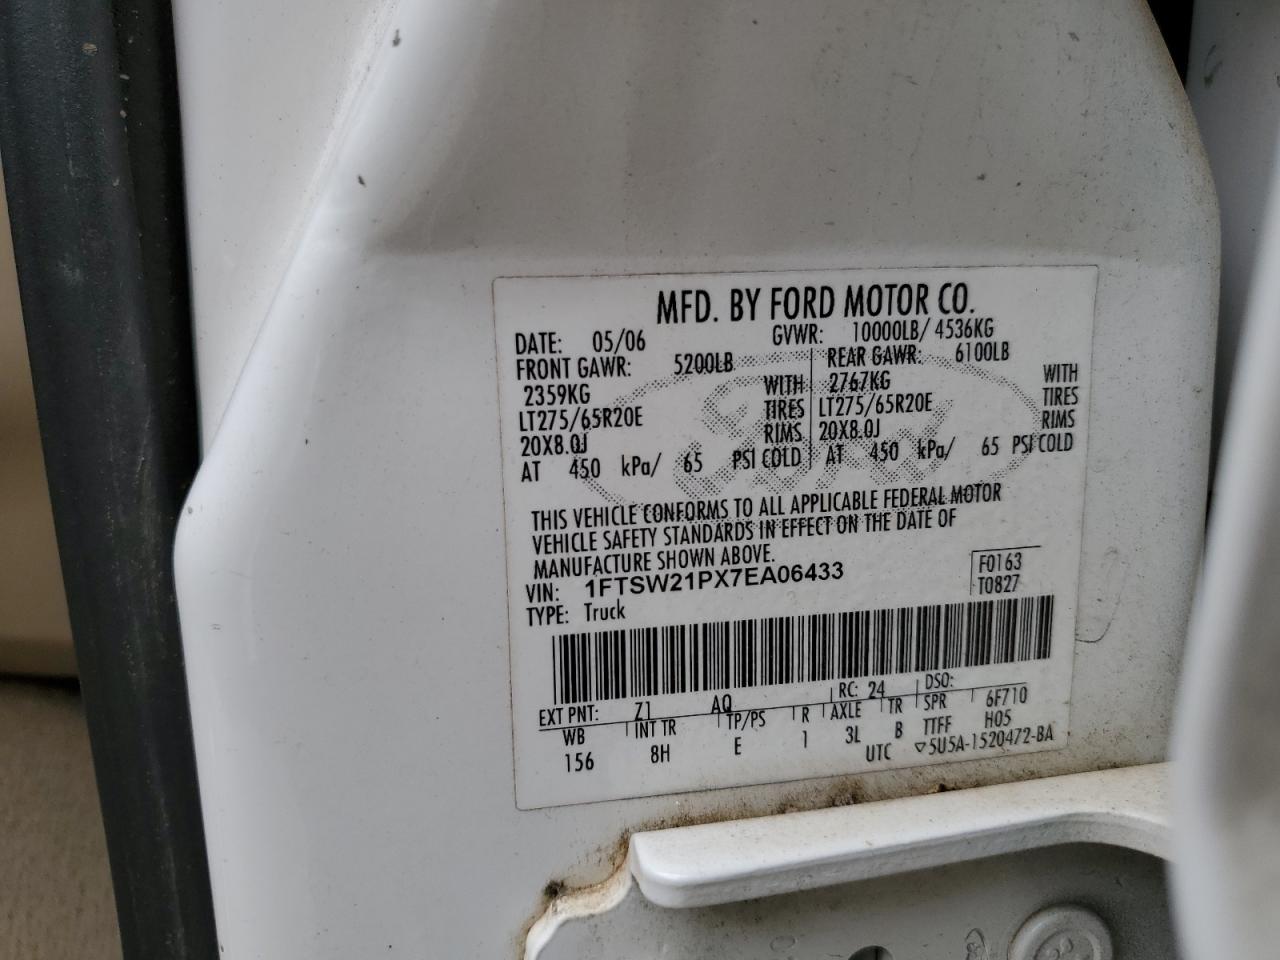 MFD. BY FORD MOTOR CO.
DATE: 05/06 GVWR: 10000LB/ 4536KG
FRONT GAWR: 5200LB REAR GAWR: 6100LB
2359KG WITH 2767KG WITH
LT275/65R20E TIRES LT275/65R20E TIRES
20X8.0J RIMS 20X8.0J RIMS
AT 450 kPa/ 65 PSI COLD AT 450 kPa/ 65 PSI COLD
THIS VEHICLE CONFORMS TO ALL APPLICABLE FEDERAL MOTOR
VEHICLE SAFETY STANDARDS IN EFFECT ON THE DATE OF
MANUFACTURE SHOWN ABOVE.
VIN: 1FTSW21PX7EA06433 F0163
TYPE: Truck T0827
EXT PNT: Z1 AQ RC: 24 DSO:
WB INT TR TP/PS R AXLE TR SPR 6F710
156 8H E 1 3L B TTFF H05
UTC ▽5U5A-1520472-BA